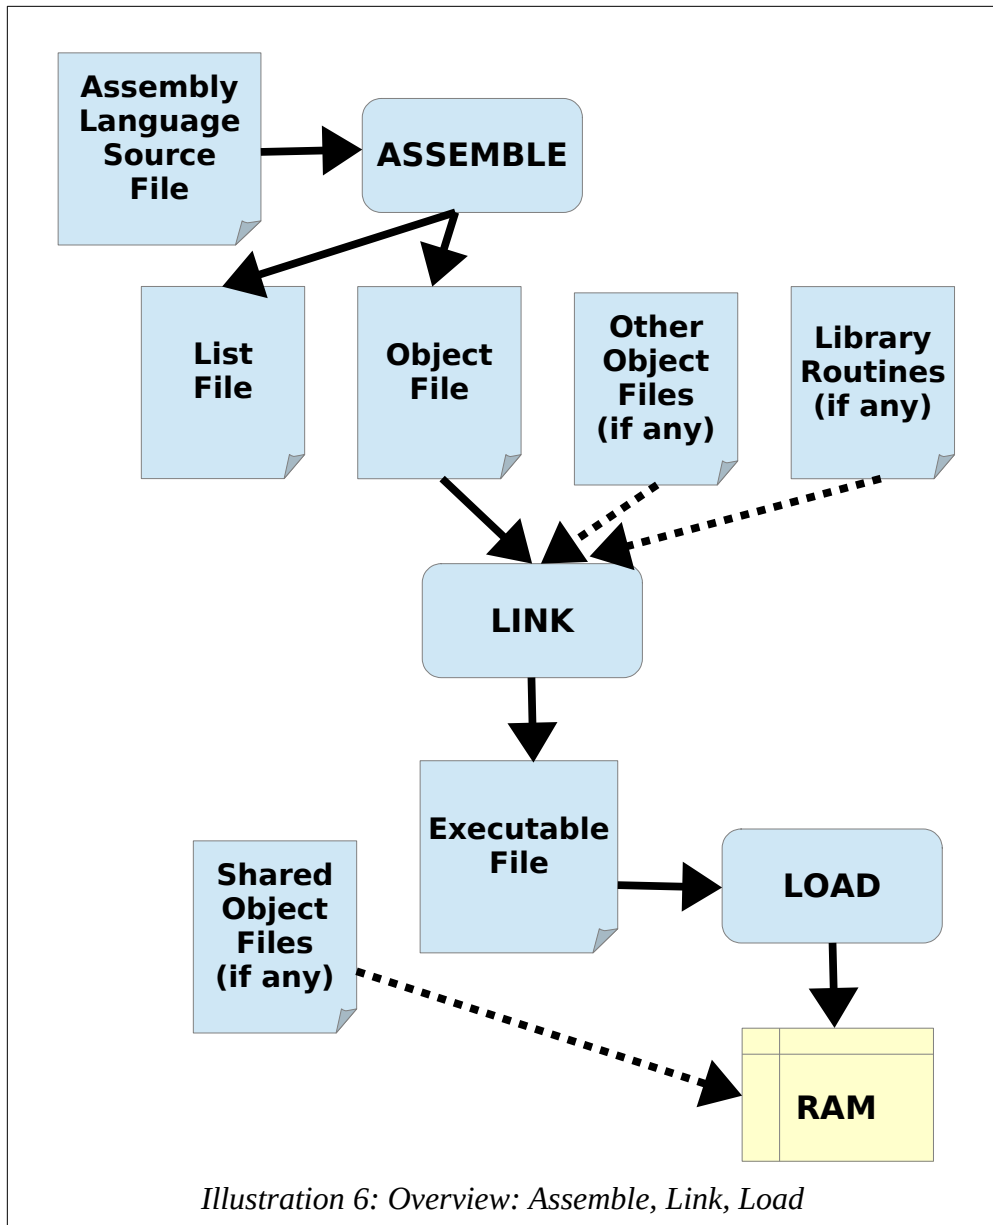 Assembly
Language
Source
File
ASSEMBLE
List
File
Object
File
Other
Object
Files
(if any)
Library
Routines
(if any)
LINK
Executable
File
Shared
Object
Files
(if any)
LOAD
RAM
Illustration 6: Overview: Assemble, Link, Load